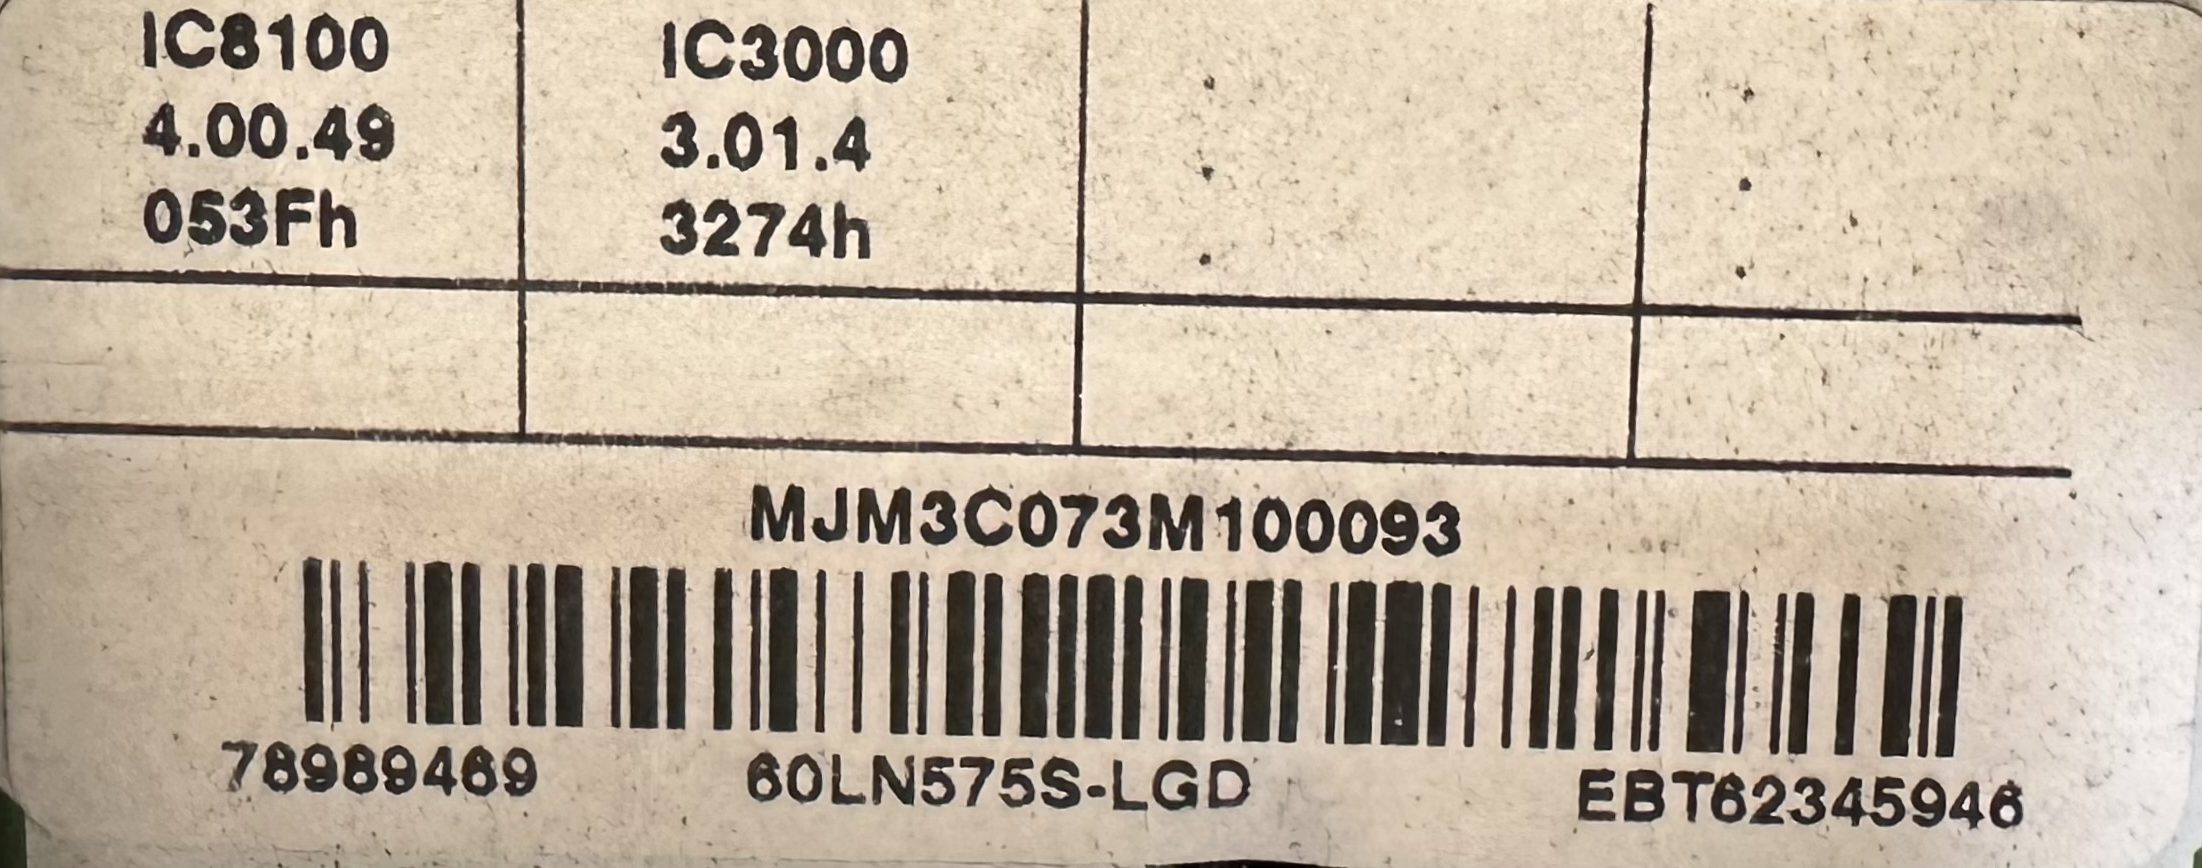 IC8100 IC3000
4.00.49 3.01.4
053Fh 3274h
MJM3C073M100093
78989469 60LN575S-LGD EBT62345946